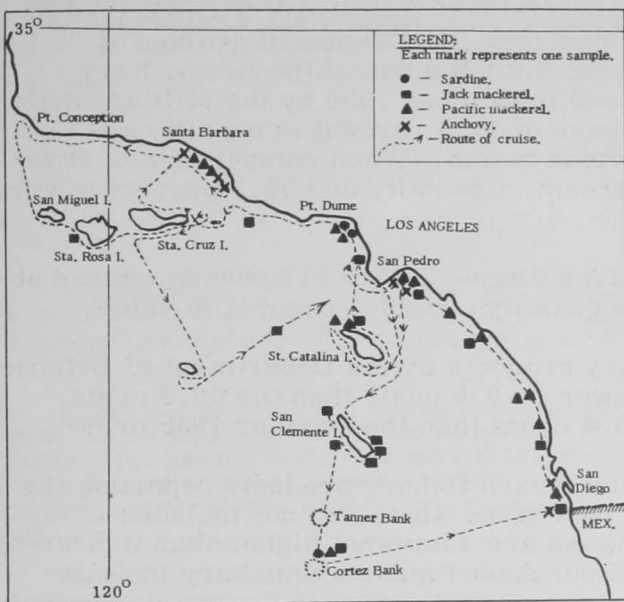 35°
LEGEND:
Each mark represents one sample.
Sardine.
Jack mackerel.
Pacific mackerel.
Anchovy.
Route of cruise.
Pt. Conception
Santa Barbara
San Miguel I.
Sta. Rosa I.
Sta. Cruz I.
Pt. Dume
LOS ANGELES
San Pedro
St. Catalina I.
San
Clemente I.
San
Diego
MEX.
Tanner Bank
Cortez Bank
120°